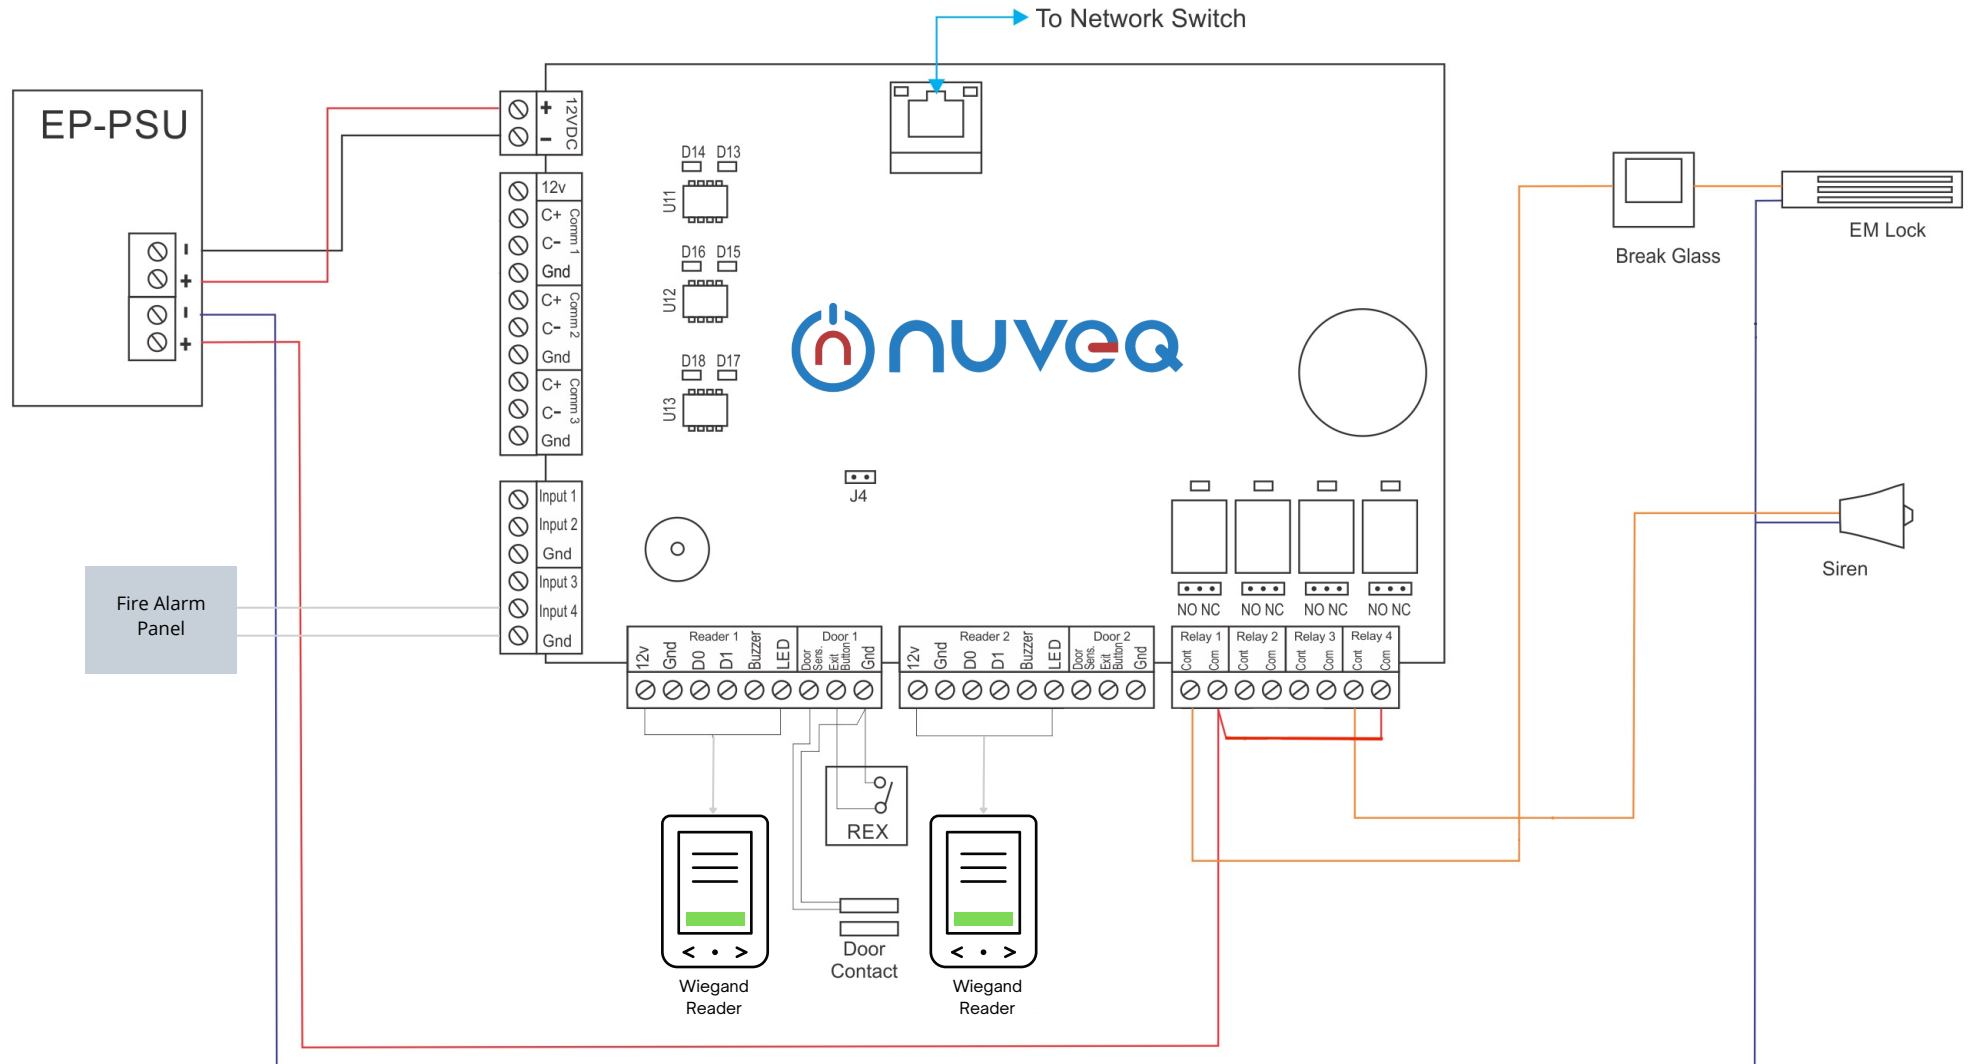 To Network Switch
EP-PSU
-
+
-
+
+
-
12VDC
12v
C+
C-
Gnd
Comm 1
C+
C-
Gnd
Comm 2
C+
C-
Gnd
Comm 3
Input 1
Input 2
Gnd
Input 3
Input 4
Gnd
Fire Alarm
Panel
D14 D13
U11
D16 D15
U12
D18 D17
U13
nuveq
J4
Break Glass
EM Lock
Siren
NO NC
NO NC
NO NC
NO NC
Reader 1
12v
Gnd
D0
D1
Buzzer
LED
Door 1
Door
Sens.
Exit
Button
Gnd
Reader 2
12v
Gnd
D0
D1
Buzzer
LED
Door 2
Door
Sens.
Exit
Button
Gnd
Relay 1
Cont
Com
Relay 2
Cont
Com
Relay 3
Cont
Com
Relay 4
Cont
Com
REX
< • >
Door
Contact
< • >
Wiegand
Reader
Wiegand
Reader